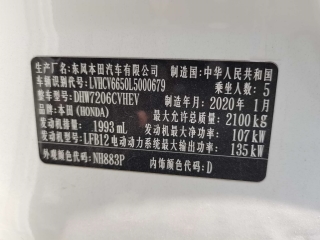 生产厂名:东风本田汽车有限公司 制造国:中华人民共和国
车辆识别代号:LVHCV6650L5000679 乘坐人数:5
车辆型号:DHW7206CVHEV 制造年月:2020年1月
品牌:本田(HONDA) 最大允许总质量:2100kg
发动机排量:1993mL 发动机最大净功率:107kW
发动机型号:LFB12 电动动力系统最大输出功率:135kW
外观颜色代码:NH883P 内饰颜色代码:D